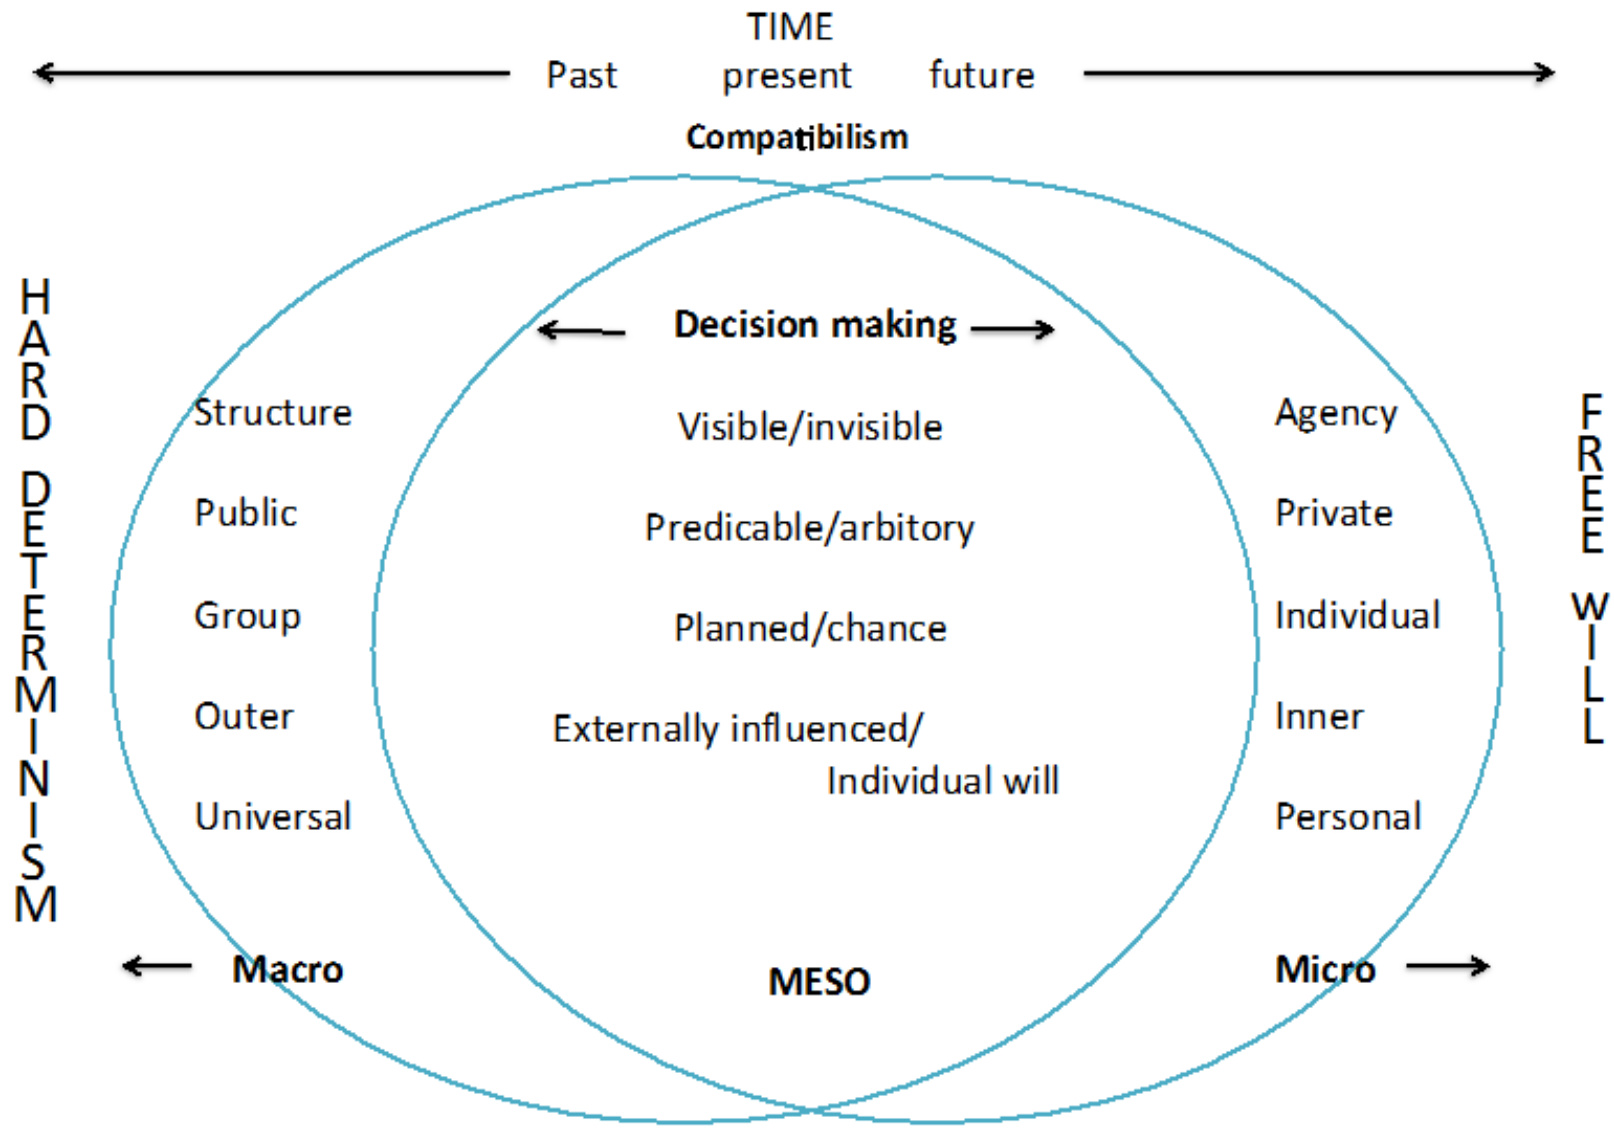 TIME
Past present future
Compatibilism
HARD DETERMINISM
Decision making
Structure Visible/invisible Agency
Public Predicable/arbitory Private
Group Planned/chance Individual
Outer Externally influenced/ Inner
Individual will
Universal Personal
Macro MESO Micro
FREE WILL